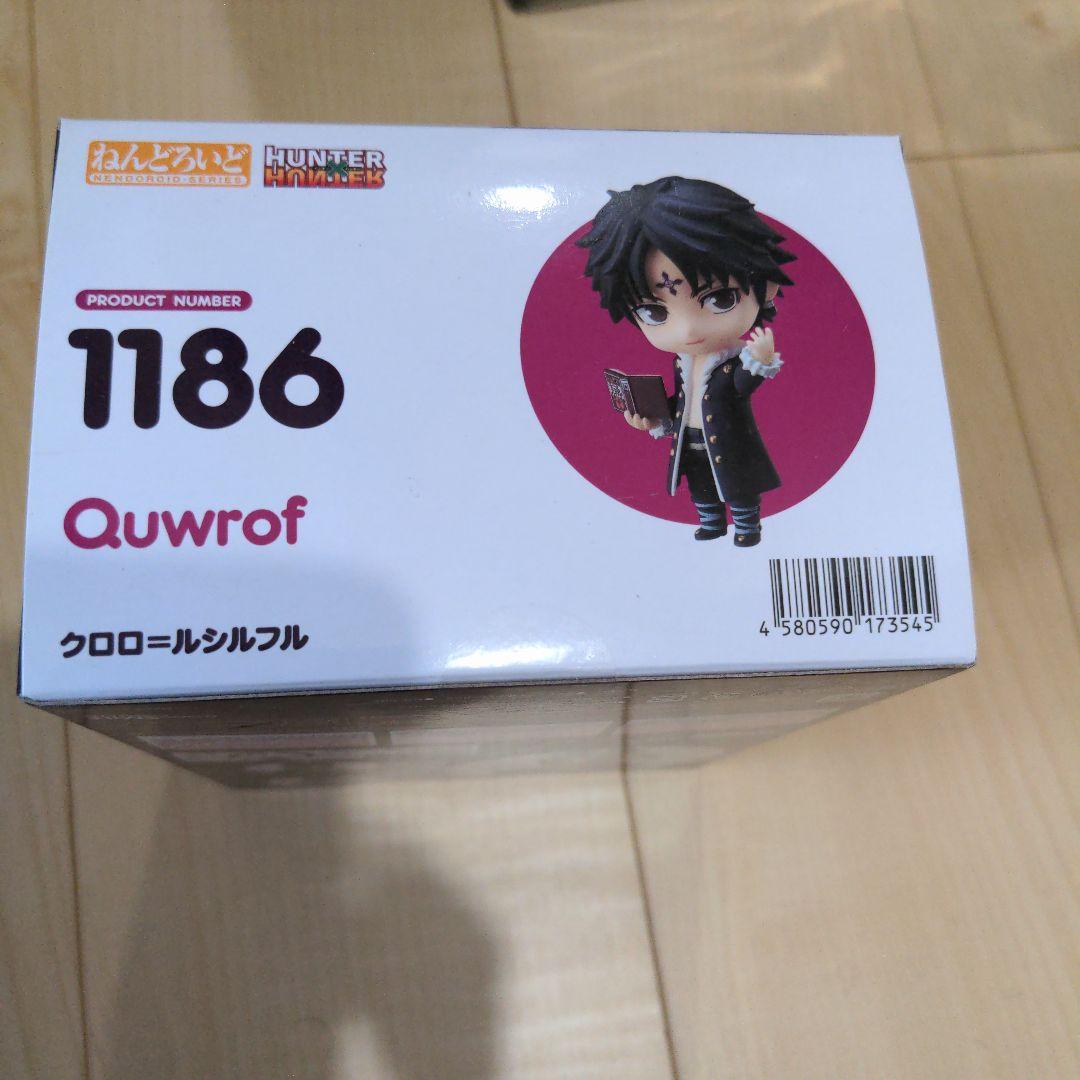 ねんどろいど
NENDOROID-SERIES
HUNTER
×
HUNTER
PRODUCT NUMBER
1186
Quwrof
クロロ=ルシルフル
4 580590 173545